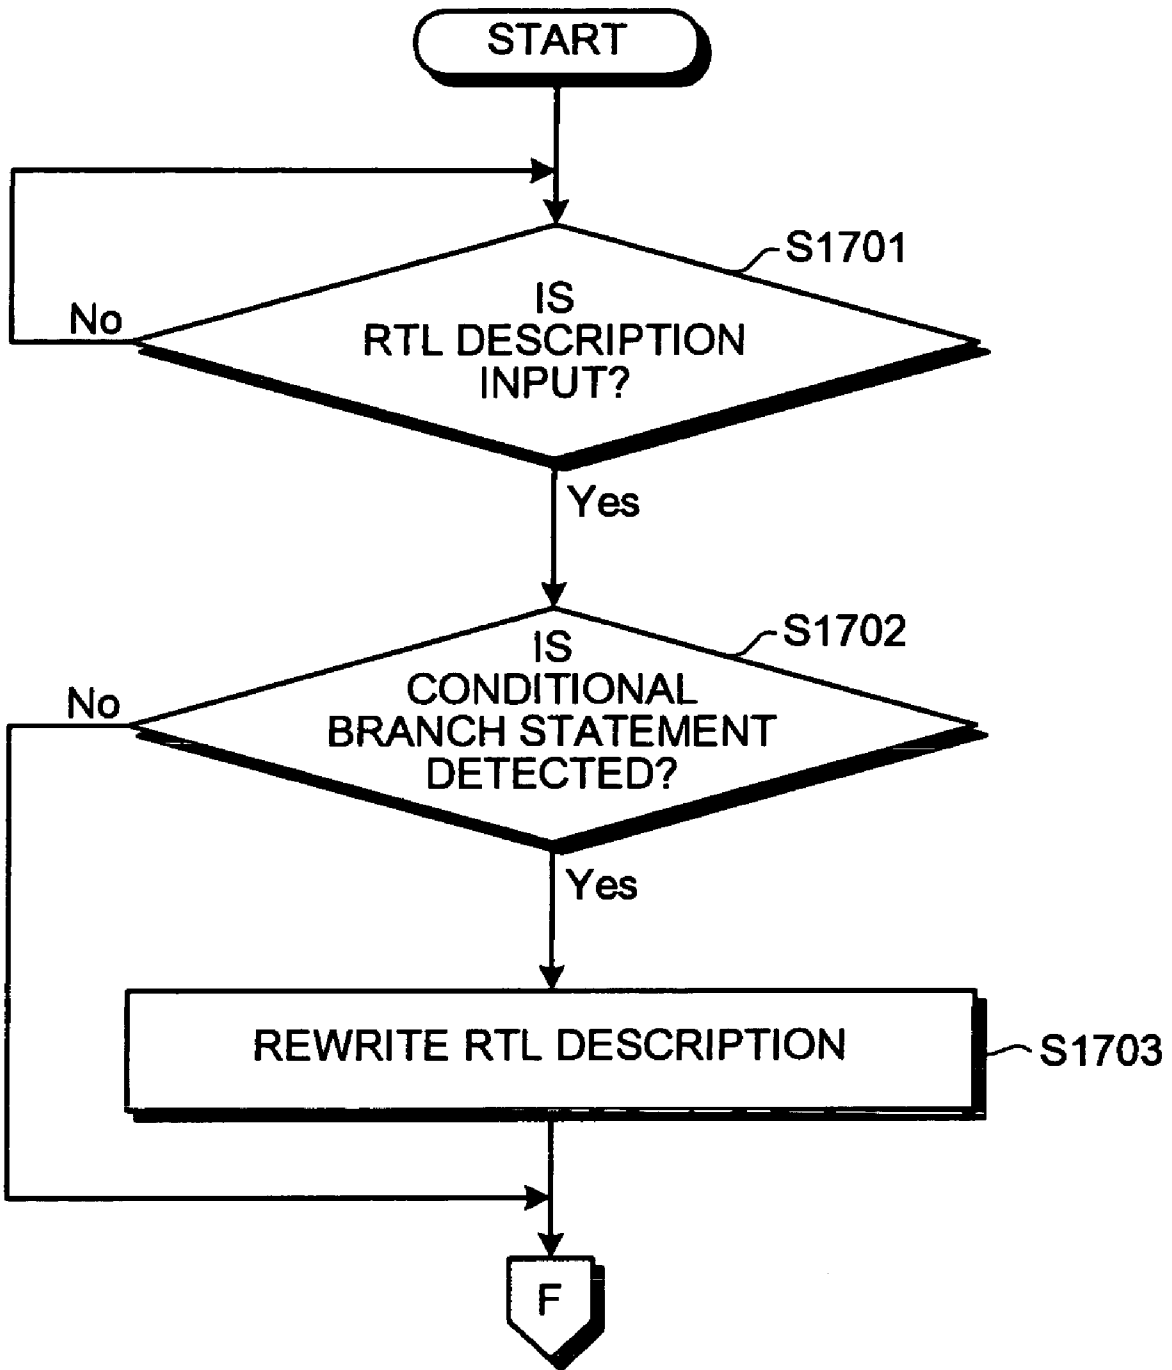 START
S1701
IS
RTL DESCRIPTION
INPUT?
No
Yes
S1702
IS
CONDITIONAL
BRANCH STATEMENT
DETECTED?
No
Yes
REWRITE RTL DESCRIPTION
S1703
F